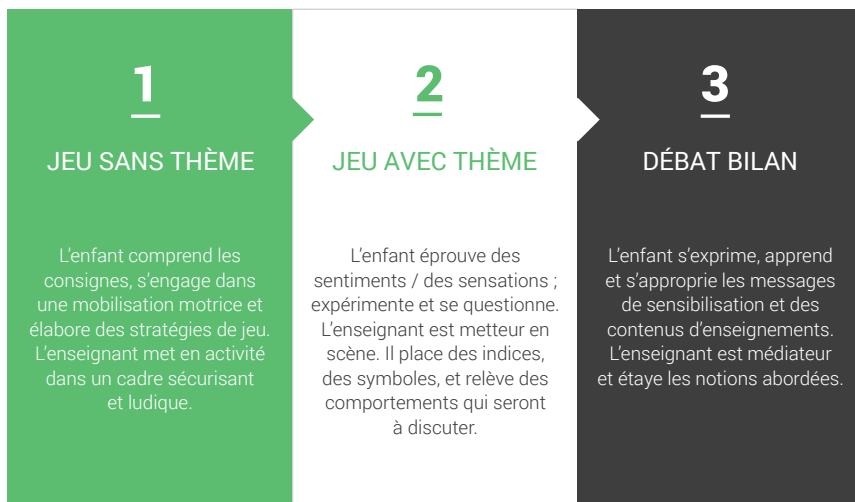 1
JEU SANS THÈME
L'enfant comprend les
consignes, s'engage dans
une mobilisation motrice et
élabore des stratégies de jeu.
L'enseignant met en activité
dans un cadre sécurisant
et ludique.
2
JEU AVEC THÈME
L'enfant éprouve des
sentiments / des sensations ;
expérimente et se questionne.
L'enseignant est metteur en
scène. Il place des indices,
des symboles, et relève des
comportements qui seront
à discuter.
3
DÉBAT BILAN
L'enfant s'exprime, apprend
et s'approprie les messages
de sensibilisation et des
contenus d'enseignements.
L'enseignant est médiateur
et étaye les notions abordées.